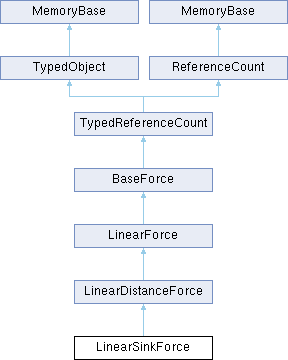 MemoryBase MemoryBase
TypedObject ReferenceCount
TypedReferenceCount
BaseForce
LinearForce
LinearDistanceForce
LinearSinkForce